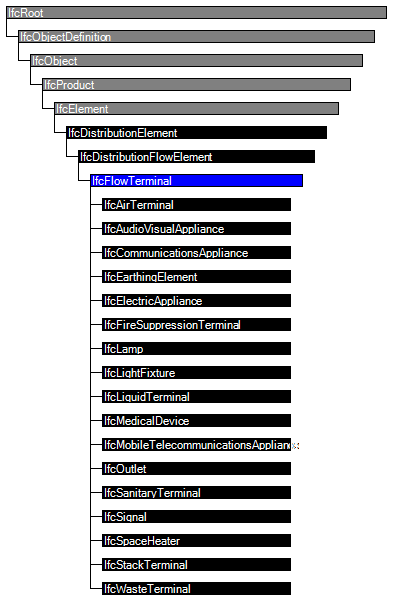 IfcRoot
IfcObjectDefinition
IfcObject
IfcProduct
IfcElement
IfcDistributionElement
IfcDistributionFlowElement
IfcFlowTerminal
IfcAirTerminal
IfcAudioVisualAppliance
IfcCommunicationsAppliance
IfcEarthingElement
IfcElectricAppliance
IfcFireSuppressionTerminal
IfcLamp
IfcLightFixture
IfcLiquidTerminal
IfcMedicalDevice
IfcMobileTelecommunicationsAppliance
IfcOutlet
IfcSanitaryTerminal
IfcSignal
IfcSpaceHeater
IfcStackTerminal
IfcWasteTerminal